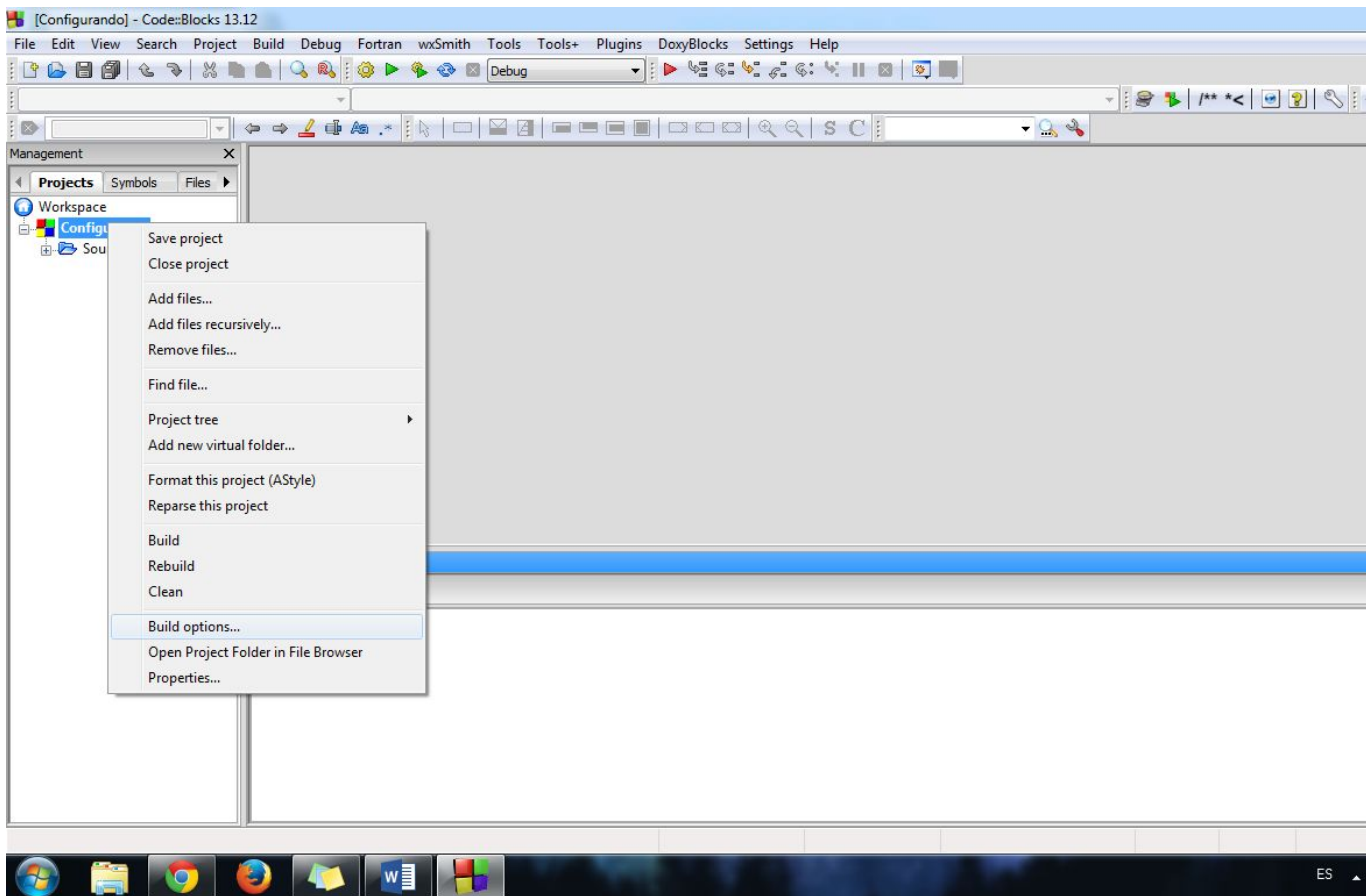 [Configurando] - Code::Blocks 13.12
File Edit View Search Project Build Debug Fortran wxSmith Tools Tools+ Plugins DoxyBlocks Settings Help
Debug
/** *<
S C
Management
Projects Symbols Files
Workspace
Configu
Sou
Save project
Close project
Add files...
Add files recursively...
Remove files...
Find file...
Project tree
Add new virtual folder...
Format this project (AStyle)
Reparse this project
Build
Rebuild
Clean
Build options...
Open Project Folder in File Browser
Properties...
ES